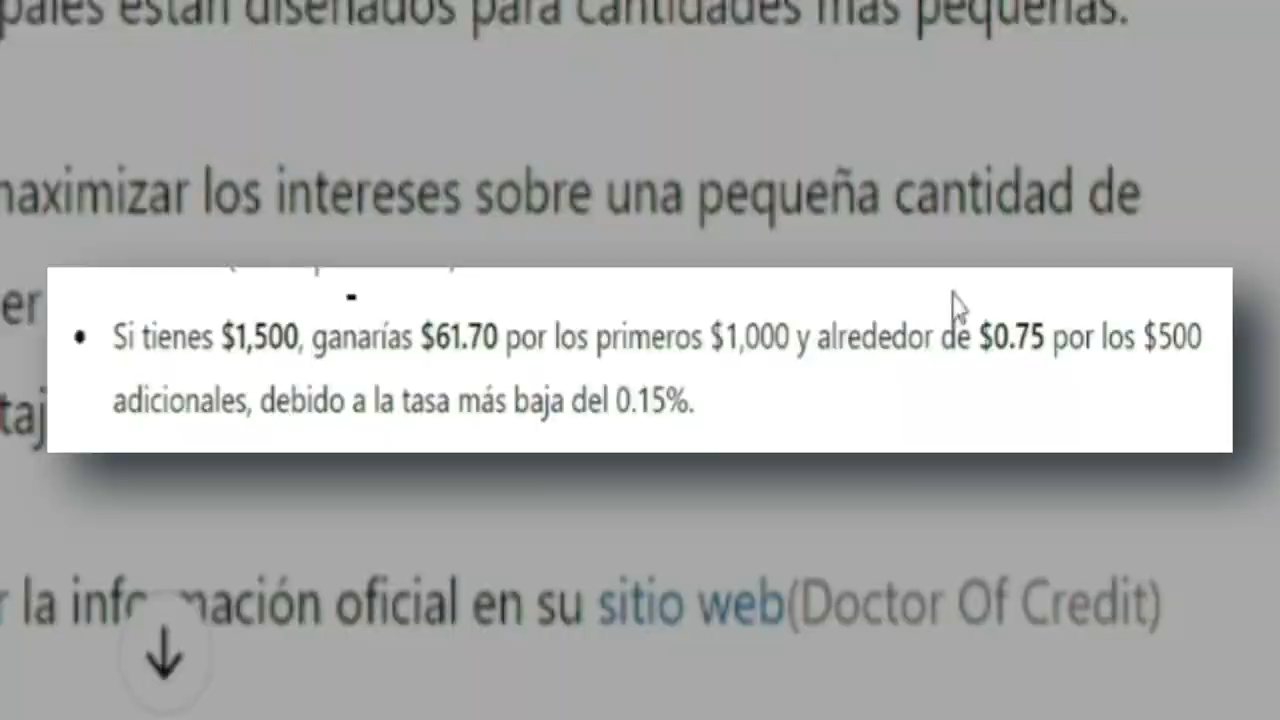 están diseñados para cantidades más pequeñas.
maximizar los intereses sobre una pequeña cantidad de
Si tienes $1,500, ganarías $61.70 por los primeros $1,000 y alrededor de $0.75 por los $500
adicionales, debido a la tasa más baja del 0.15%.
la información oficial en su sitio web(Doctor Of Credit)